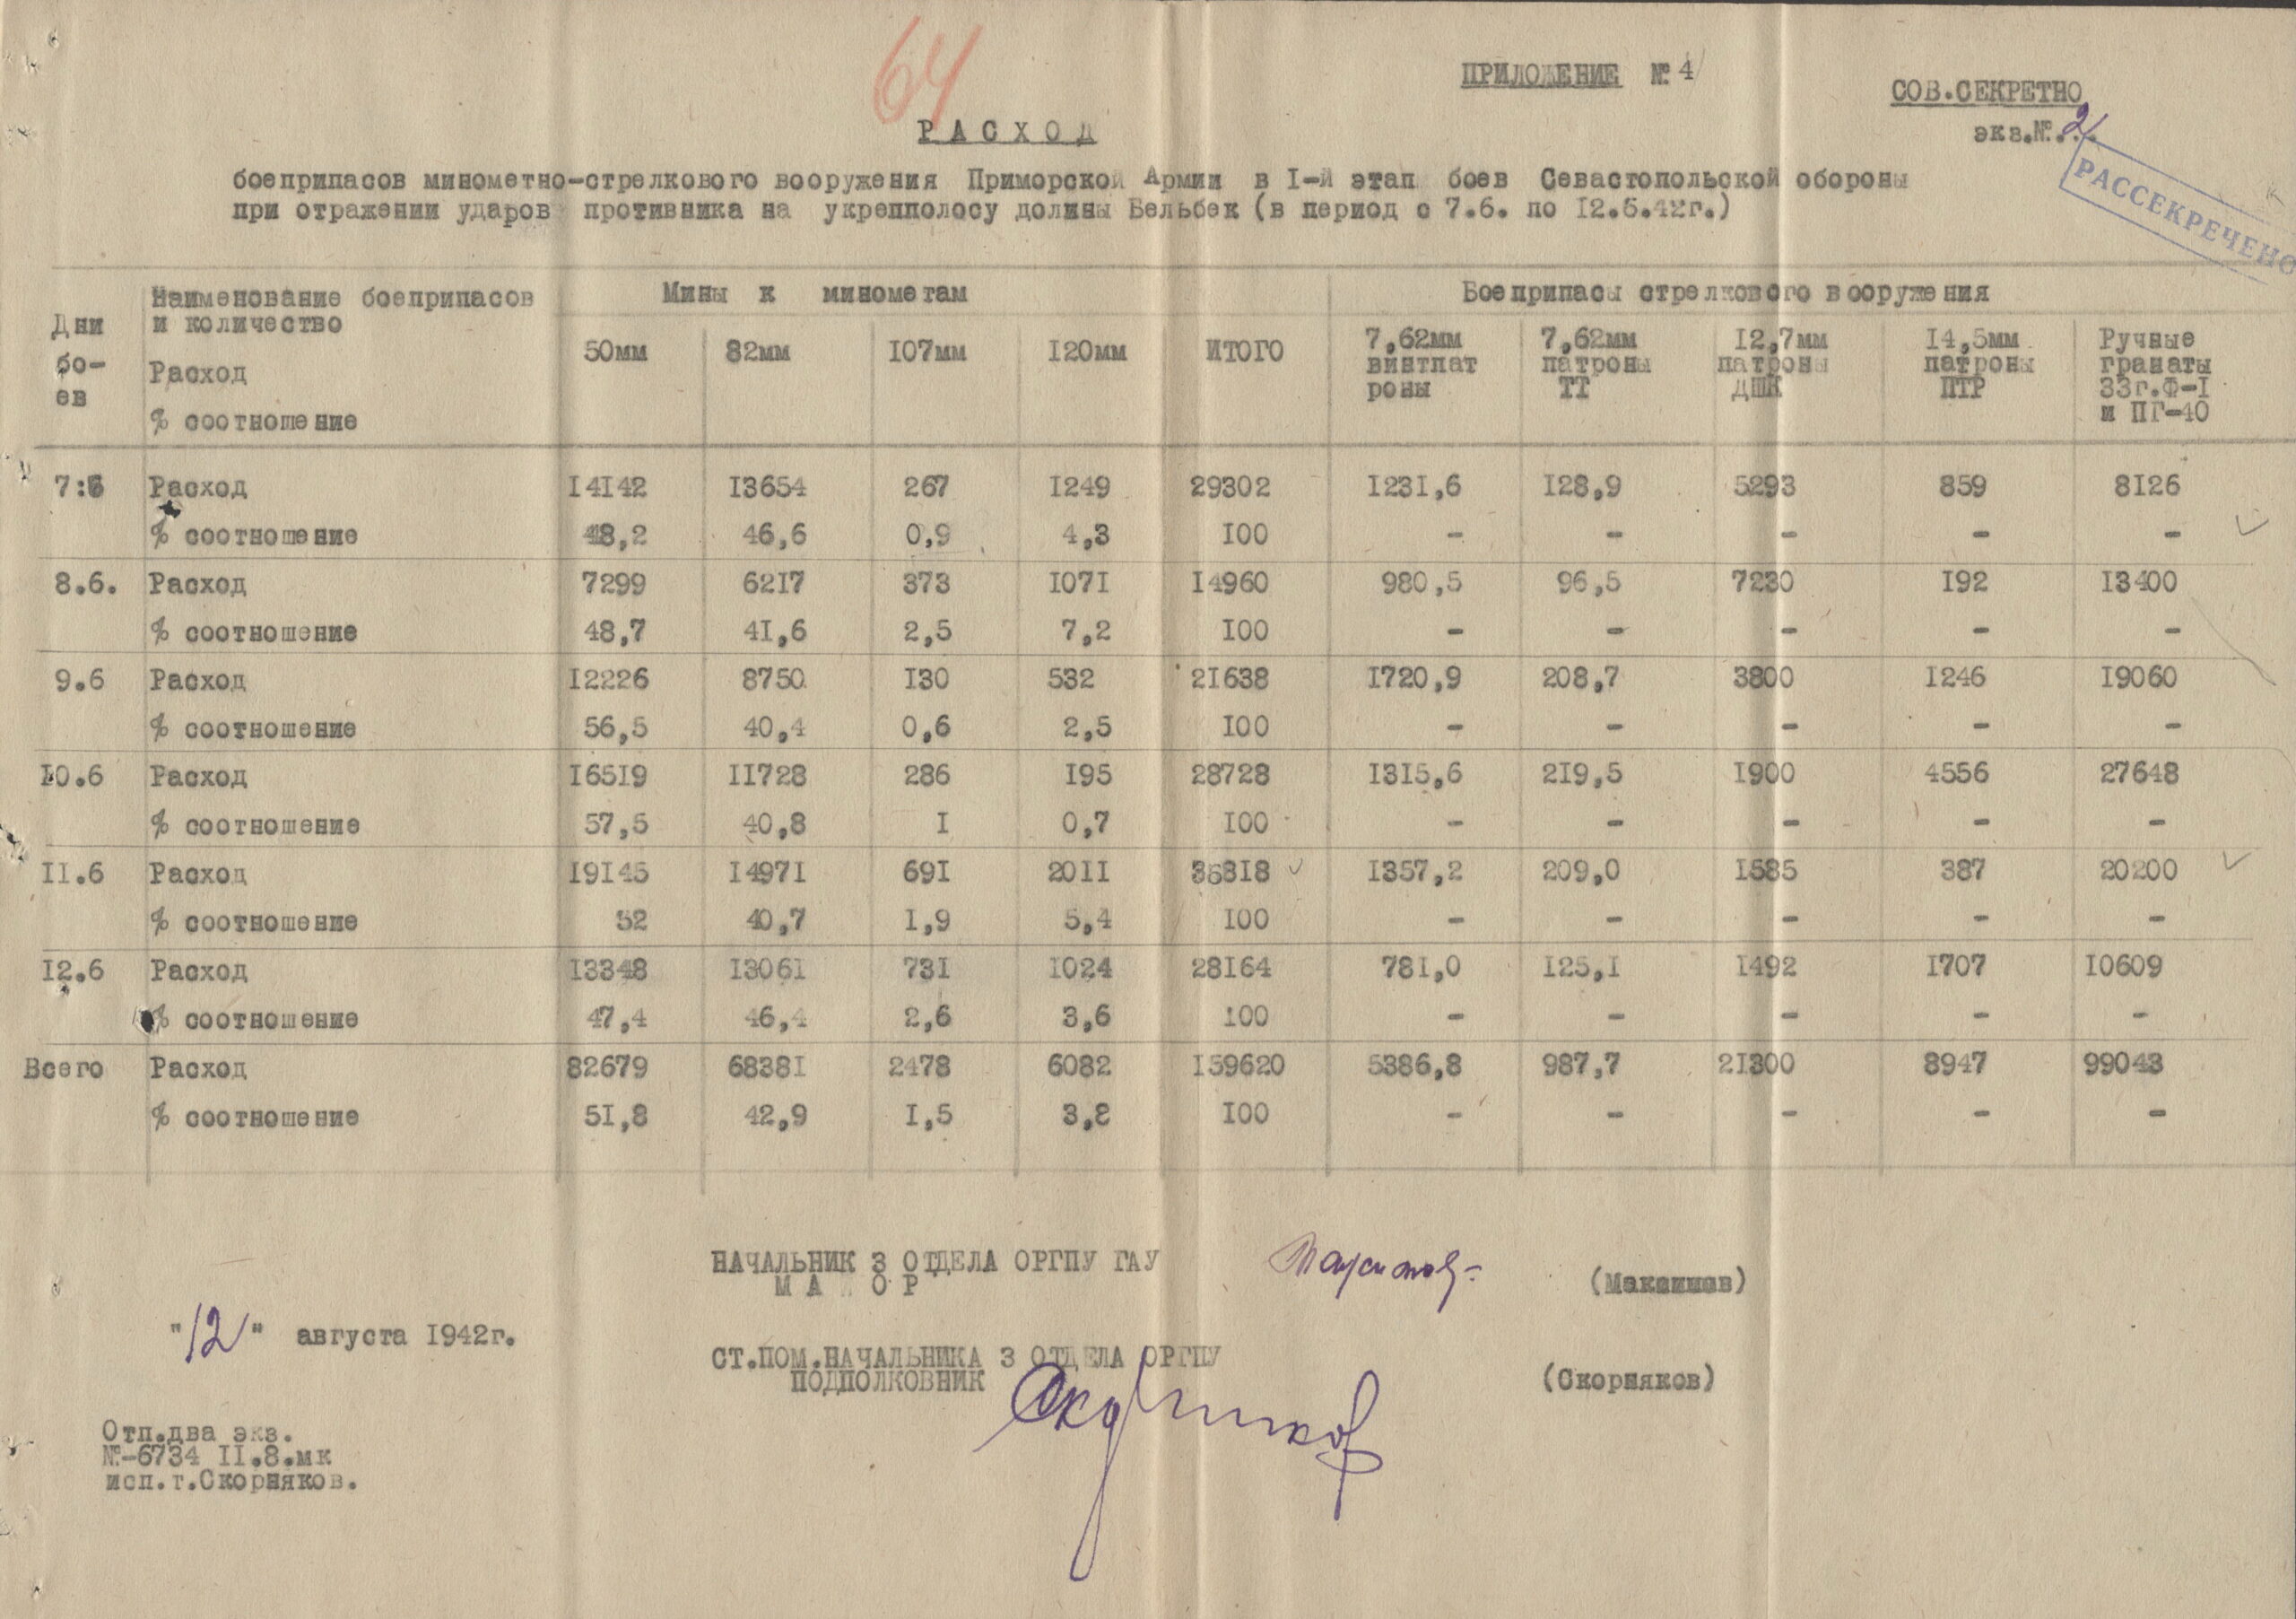 64
ПРИЛОЖЕНИЕ № 4
СОВ.СЕКРЕТНО
экз.№ 2
РАССЕКРЕЧЕНО
РАСХОД
боеприпасов минометно-стрелкового вооружения Приморской Армии в I-й этап боев Севастопольской обороны
при отражении ударов противника на укрепполосу долины Бельбек (в период с 7.6. по 12.6.42г.)
Дни бо- ев | Наименование боеприпасов и количество Расход % соотношение | Мины к минометам | Боеприпасы стрелкового вооружения
50мм | 82мм | 107мм | 120мм | ИТОГО | 7,62мм винтпат роны | 7,62мм патроны ТТ | 12,7мм патроны ДШК | 14,5мм патроны ПТР | Ручные гранаты 33г.Ф-I и ПГ-40
7:6 Расход 14142 13654 267 1249 29302 1231,6 128,9 5293 859 8126
% соотношение 48,2 46,6 0,9 4,3 100 - - - - -
8.6. Расход 7299 6217 373 1071 14960 980,5 96,5 7230 192 13400
% соотношение 48,7 41,6 2,5 7,2 100 - - - - -
9.6 Расход 12226 8750 130 532 21638 1720,9 208,7 3800 1246 19060
% соотношение 56,5 40,4 0,6 2,5 100 - - - - -
10.6 Расход 16519 11728 286 195 28728 1315,6 219,5 1900 4556 27648
% соотношение 57,5 40,8 I 0,7 100 - - - - -
11.6 Расход 19145 14971 691 2011 36818 1357,2 209,0 1585 387 20200
% соотношение 52 40,7 1,9 5,4 100 - - - - -
12.6 Расход 13348 13061 731 1024 28164 781,0 125,1 1492 1707 10609
% соотношение 47,4 46,4 2,6 3,6 100 - - - - -
Всего Расход 82679 68381 2478 6082 159620 5386,8 987,7 21300 8947 99043
% соотношение 51,8 42,9 1,5 3,8 100 - - - - -
НАЧАЛЬНИК 3 ОТДЕЛА ОРГПУ ГАУ
МА ОР
(Максимов)
"12" августа 1942г.
СТ.ПОМ.НАЧАЛЬНИКА 3 ОТДЕЛА ОРГПУ
ПОДПОЛКОВНИК
(Скорняков)
Отп.два экз.
№-6734 II.8.мк
исп.т.Скорняков.